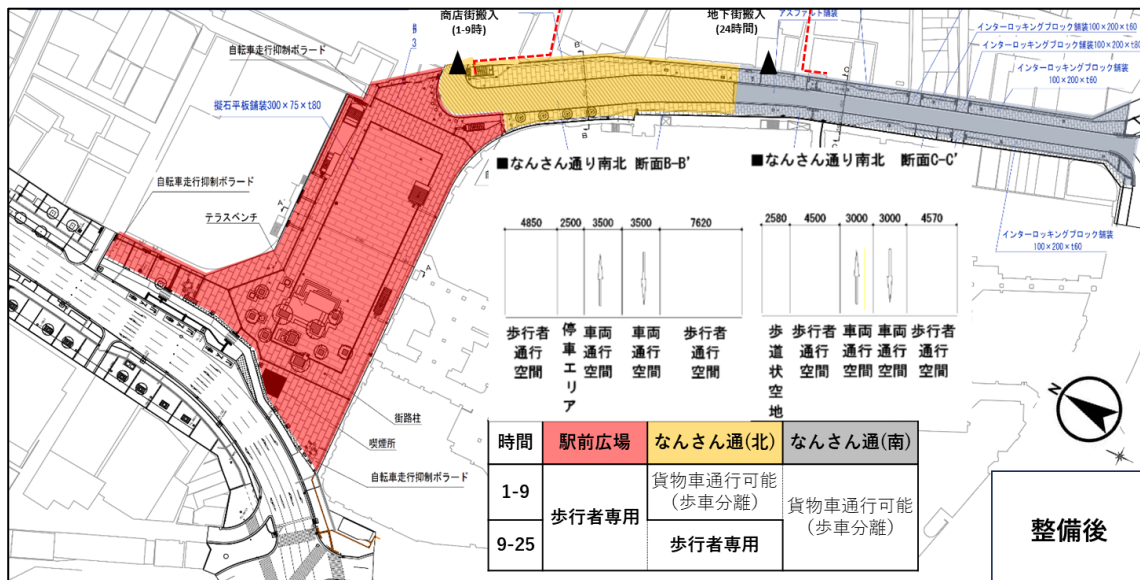 商店街搬入
(1-9時)
地下街搬入
(24時間)
アスファルト舗装
インターロッキングブロック舗装100×200×t60
インターロッキングブロック舗装100×200×t80
インターロッキングブロック舗装
100×200×t60
自転車走行抑制ボラード
擬石平板舗装300×75×t80
自転車走行抑制ボラード
テラスベンチ
■なんさん通り南北 断面B-B'
4850 2500 3500 3500 7620
歩行者通行空間
停車エリア
車両通行空間
車両通行空間
歩行者通行空間
■なんさん通り南北 断面C-C'
2580 4500 3000 3000 4570
歩道状空地
歩行者通行空間
車両通行空間
車両通行空間
歩行者通行空間
インターロッキングブロック舗装
100×200×t60
B'
B
C
A
A
N
街路柱
喫煙所
自転車走行抑制ボラード
時間 駅前広場 なんさん通(北) なんさん通(南)
1-9
歩行者専用
貨物車通行可能
(歩車分離)
貨物車通行可能
(歩車分離)
9-25
歩行者専用
整備後